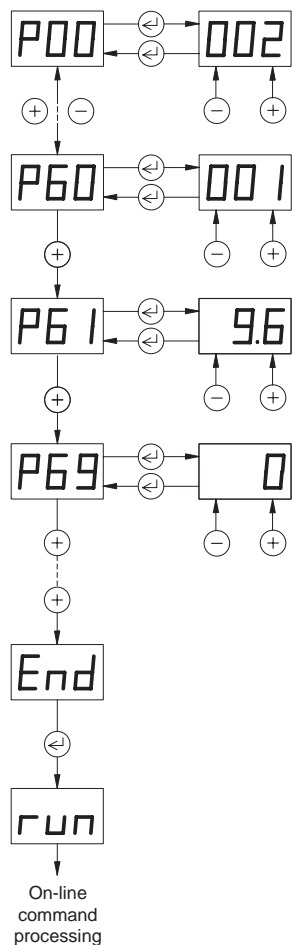 P00 002
+ −
− +
P60 001
− +
+
P61 9.6
− +
+
P69 0
− +
+
+
End
run
On-line
command
processing